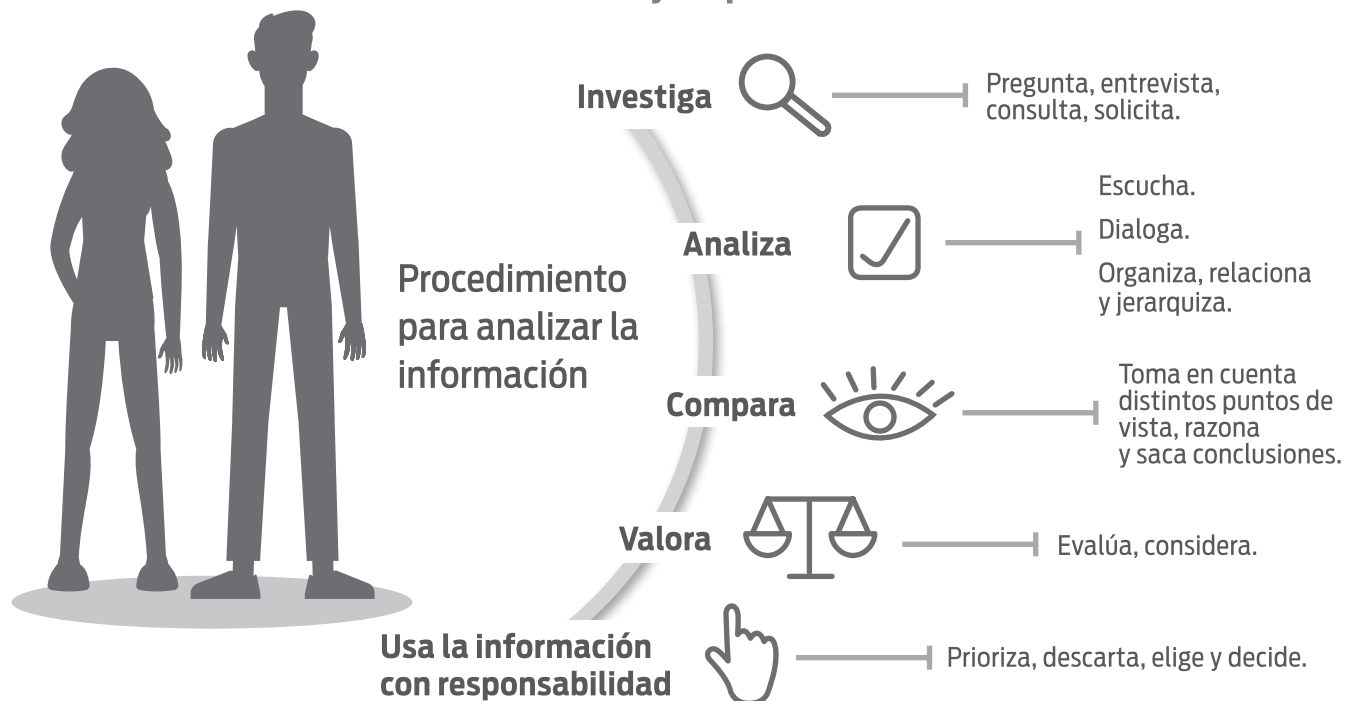 Investiga
Pregunta, entrevista,
consulta, solicita.
Analiza
Escucha.
Dialoga.
Organiza, relaciona
y jerarquiza.
Procedimiento
para analizar la
información
Compara
Toma en cuenta
distintos puntos de
vista, razona
y saca conclusiones.
Valora
Evalúa, considera.
Usa la información
con responsabilidad
Prioriza, descarta, elige y decide.